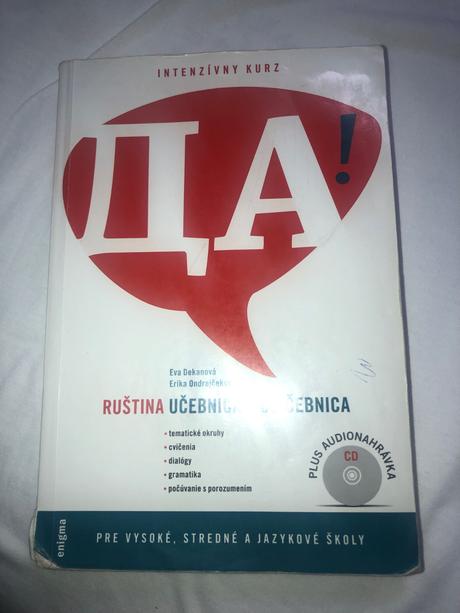 INTENZÍVNY KURZ
ДА!
Eva Dekanová
Erika
RUŠTINA UČEBNICA
• tematické okruhy
• cvičenia
• dialógy
• gramatika
• počúvanie s porozumením
PLUS AUDIONAHRÁVKA
CD
enigma
PRE VYSOKÉ, STREDNÉ A JAZYKOVÉ ŠKOLY